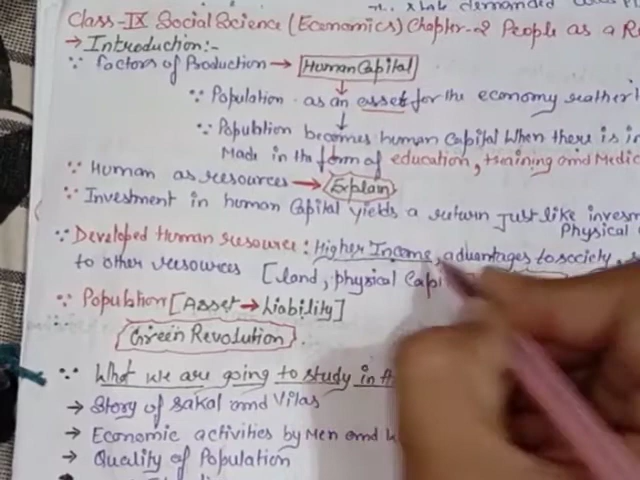 demanded
Class-IX Social Science (Economics) Chapter-2 People as a
→ Introduction:-
∵ factors of Production → Human Capital
∵ Population as an asset for the economy rather
∵ Population becomes human Capital when there is
Made in the form of education, training and
∵ Human as resources → Explain
∵ Investment in human Capital yields a return just like
Physical
∵ Developed Human resource : Higher Income, advantages to society,
to other resources [land, physical
∵ Population [Asset → Liability]
Green Revolution
∵ What we are going to study in
→ Story of Sakal and Vilas
→ Economic activities by Men and
→ Quality of Population